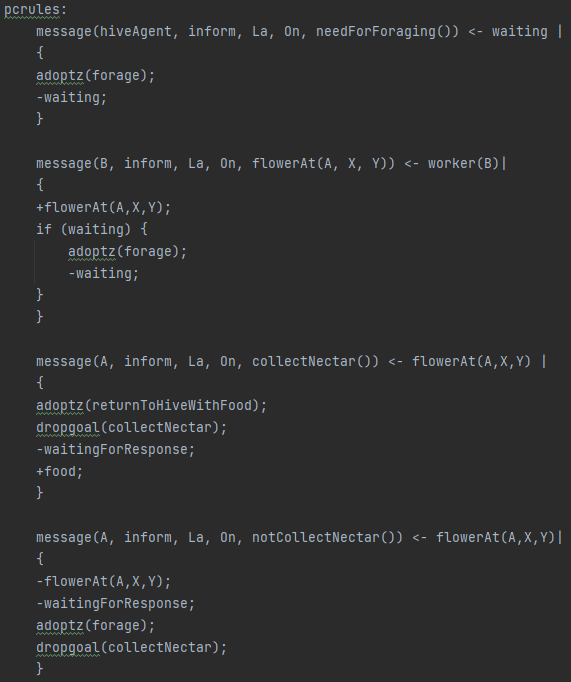 pcrules:
message(hiveAgent, inform, La, On, needForForaging()) <- waiting |
{
adoptz(forage);
-waiting;
}
message(B, inform, La, On, flowerAt(A, X, Y)) <- worker(B)|
{
+flowerAt(A,X,Y);
if (waiting) {
adoptz(forage);
-waiting;
}
}
message(A, inform, La, On, collectNectar()) <- flowerAt(A,X,Y) |
{
adoptz(returnToHiveWithFood);
dropgoal(collectNectar);
-waitingForResponse;
+food;
}
message(A, inform, La, On, notCollectNectar()) <- flowerAt(A,X,Y)|
{
-flowerAt(A,X,Y);
-waitingForResponse;
adoptz(forage);
dropgoal(collectNectar);
}